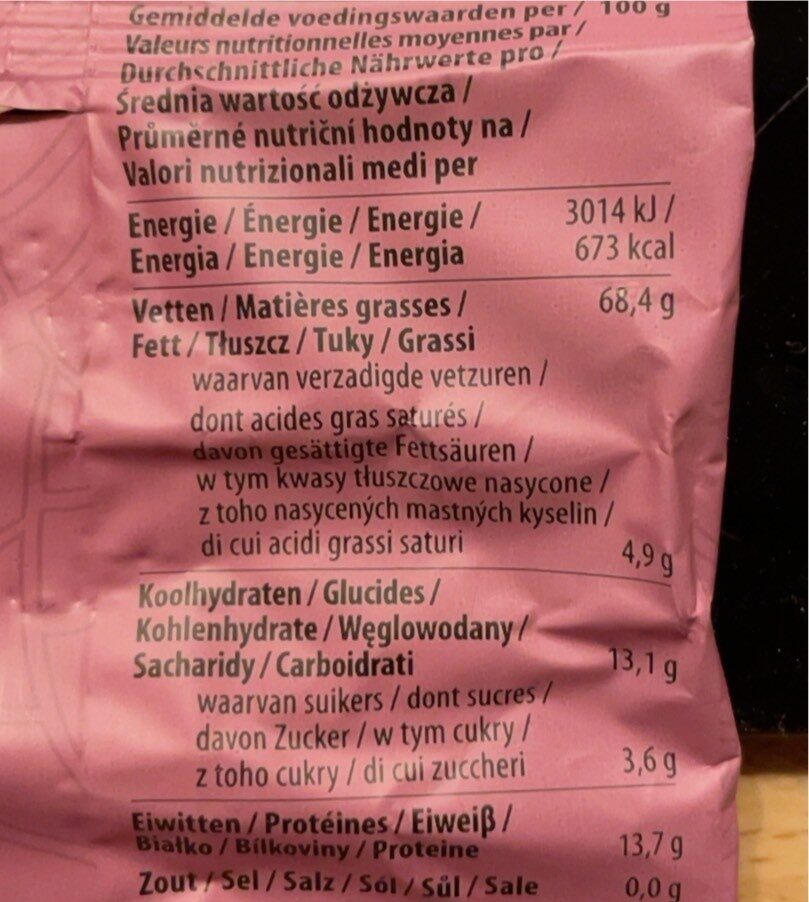 Gemiddelde voedingswaarden per / 100 g
Valeurs nutritionnelles moyennes par /
Durchschnittliche Nährwerte pro /
Średnia wartość odżywcza /
Průměrné nutriční hodnoty na /
Valori nutrizionali medi per
Energie / Énergie / Energie / 3014 kJ /
Energia / Energie / Energia 673 kcal
Vetten / Matières grasses / 68,4 g
Fett / Tłuszcz / Tuky / Grassi
waarvan verzadigde vetzuren /
dont acides gras saturés /
davon gesättigte Fettsäuren /
w tym kwasy tłuszczowe nasycone /
z toho nasycených mastných kyselin /
di cui acidi grassi saturi 4,9 g
Koolhydraten / Glucides /
Kohlenhydrate / Węglowodany /
Sacharidy / Carboidrati 13,1 g
waarvan suikers / dont sucres /
davon Zucker / w tym cukry /
z toho cukry / di cui zuccheri 3,6 g
Eiwitten / Protéines / Eiweiß /
Białko / Bílkoviny / Proteine 13,7 g
Zout / Sel / Salz / Sól / Sůl / Sale 0,0 g